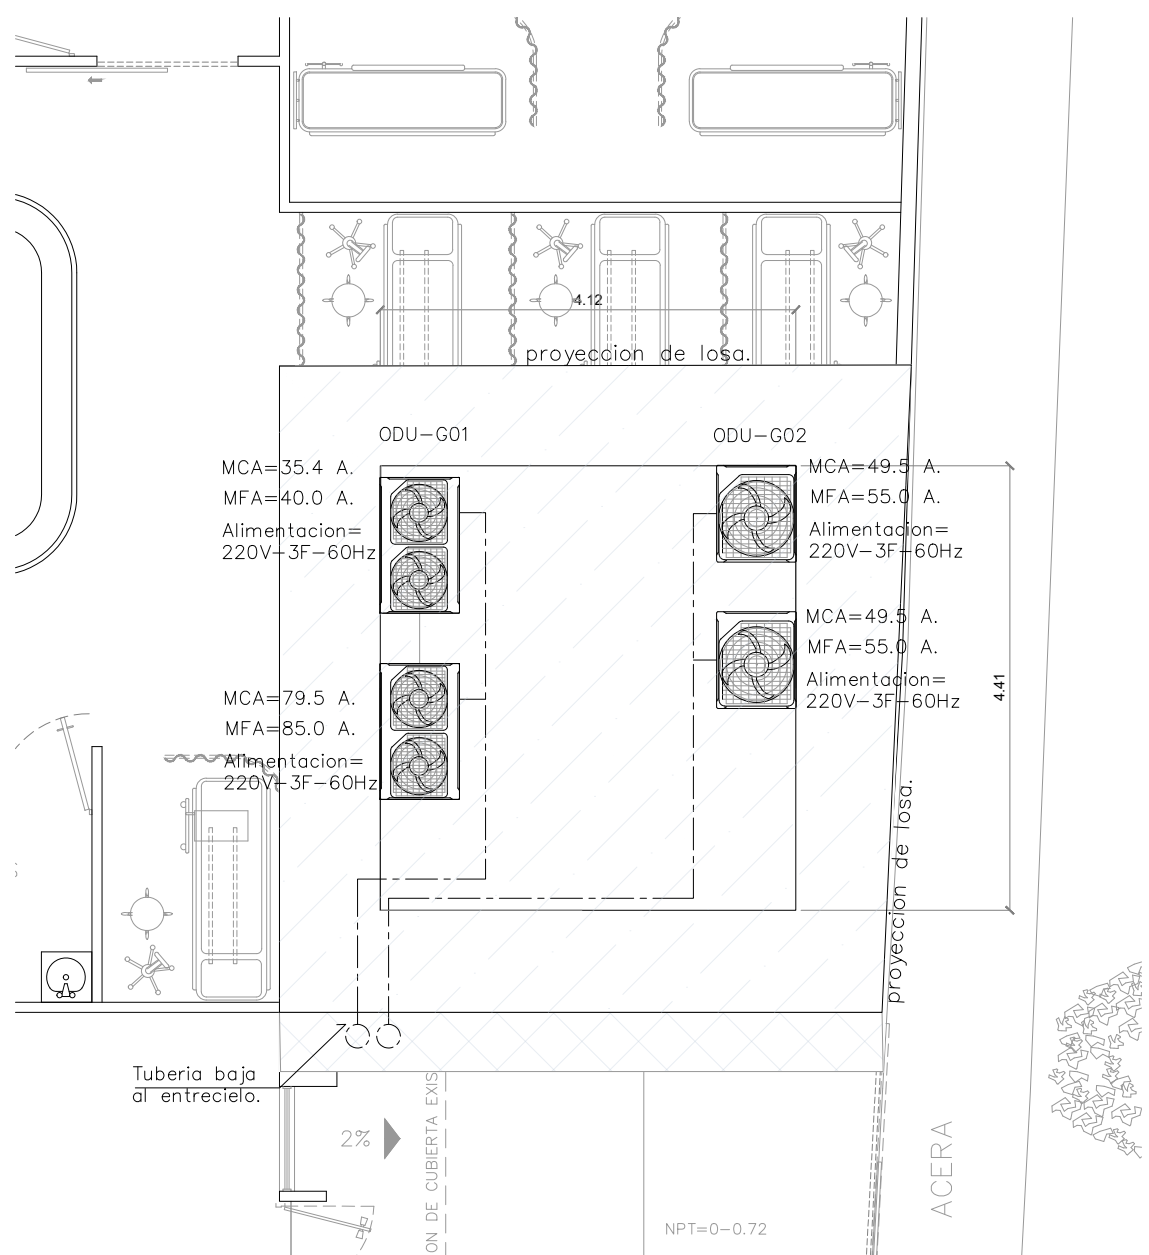 4.12
proyeccion de losa.
ODU-G01
ODU-G02
MCA=35.4 A.
MFA=40.0 A.
Alimentacion=
220V-3F-60Hz
MCA=49.5 A.
MFA=55.0 A.
Alimentacion=
220V-3F-60Hz
MCA=49.5 A.
MFA=55.0 A.
Alimentacion=
220V-3F-60Hz
4.41
MCA=79.5 A.
MFA=85.0 A.
Alimentacion=
220V-3F-60Hz
proyeccion de losa.
Tuberia baja
al entrecielo.
2%
ON DE CUBIERTA EXIS
ACERA
NPT=0-0.72